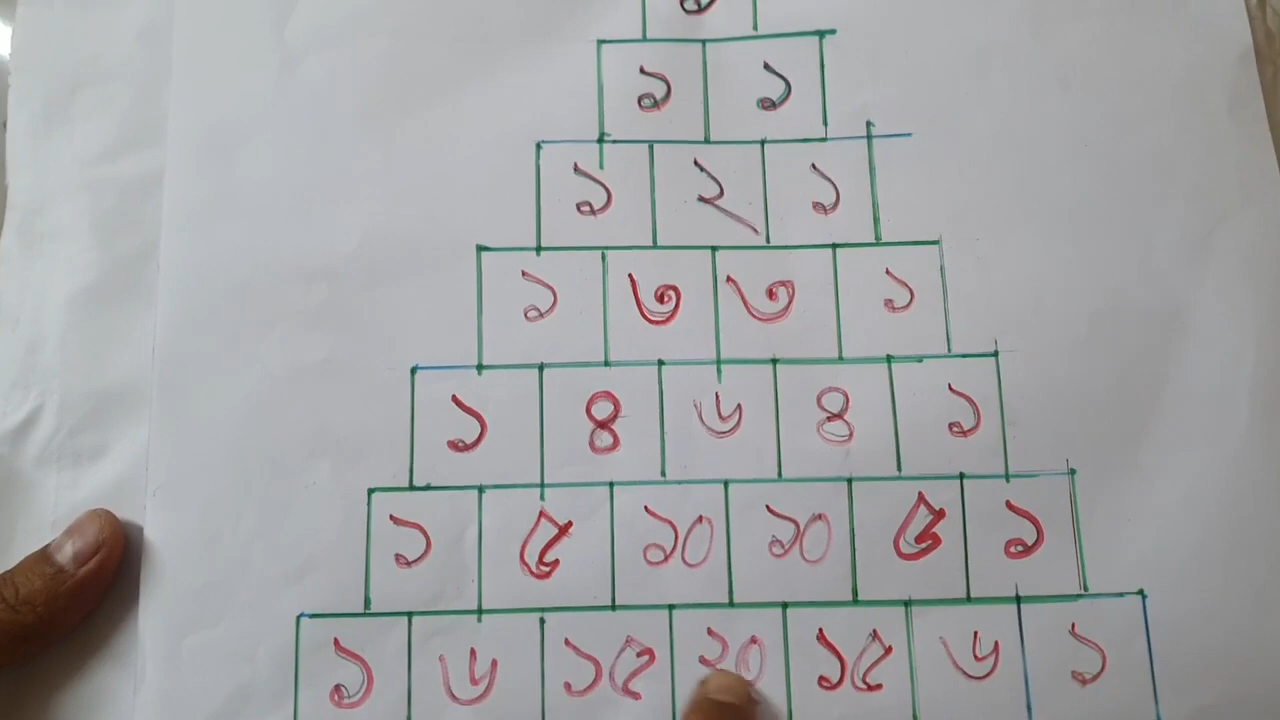 ১
১ ১
১ ২ ১
১ ৩ ৩ ১
১ ৪ ৬ ৪ ১
১ ৫ ১০ ১০ ৫ ১
১ ৬ ১৫ ২০ ১৫ ৬ ১